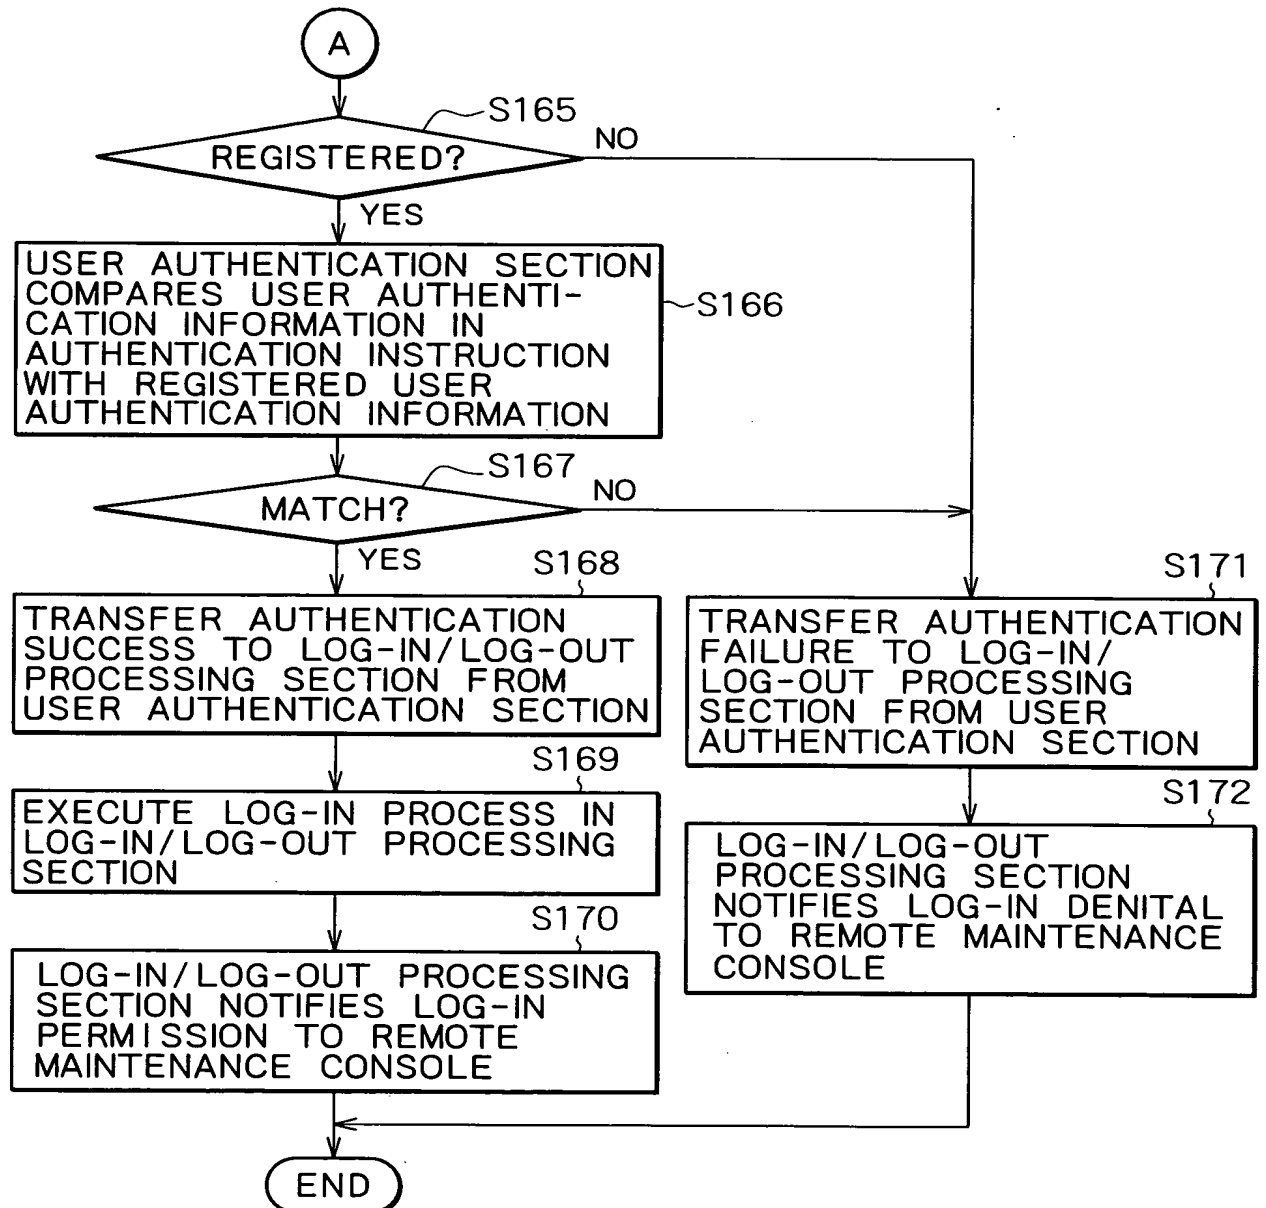 A
S165
REGISTERED?
NO
YES
USER AUTHENTICATION SECTION
COMPARES USER AUTHENTI-
CATION INFORMATION IN
AUTHENTICATION INSTRUCTION
WITH REGISTERED USER
AUTHENTICATION INFORMATION
S166
S167
MATCH?
NO
YES
S168
TRANSFER AUTHENTICATION
SUCCESS TO LOG-IN/LOG-OUT
PROCESSING SECTION FROM
USER AUTHENTICATION SECTION
S169
EXECUTE LOG-IN PROCESS IN
LOG-IN/LOG-OUT PROCESSING
SECTION
S170
LOG-IN/LOG-OUT PROCESSING
SECTION NOTIFIES LOG-IN
PERMISSION TO REMOTE
MAINTENANCE CONSOLE
S171
TRANSFER AUTHENTICATION
FAILURE TO LOG-IN/
LOG-OUT PROCESSING
SECTION FROM USER
AUTHENTICATION SECTION
S172
LOG-IN/LOG-OUT
PROCESSING SECTION
NOTIFIES LOG-IN DENITAL
TO REMOTE MAINTENANCE
CONSOLE
END